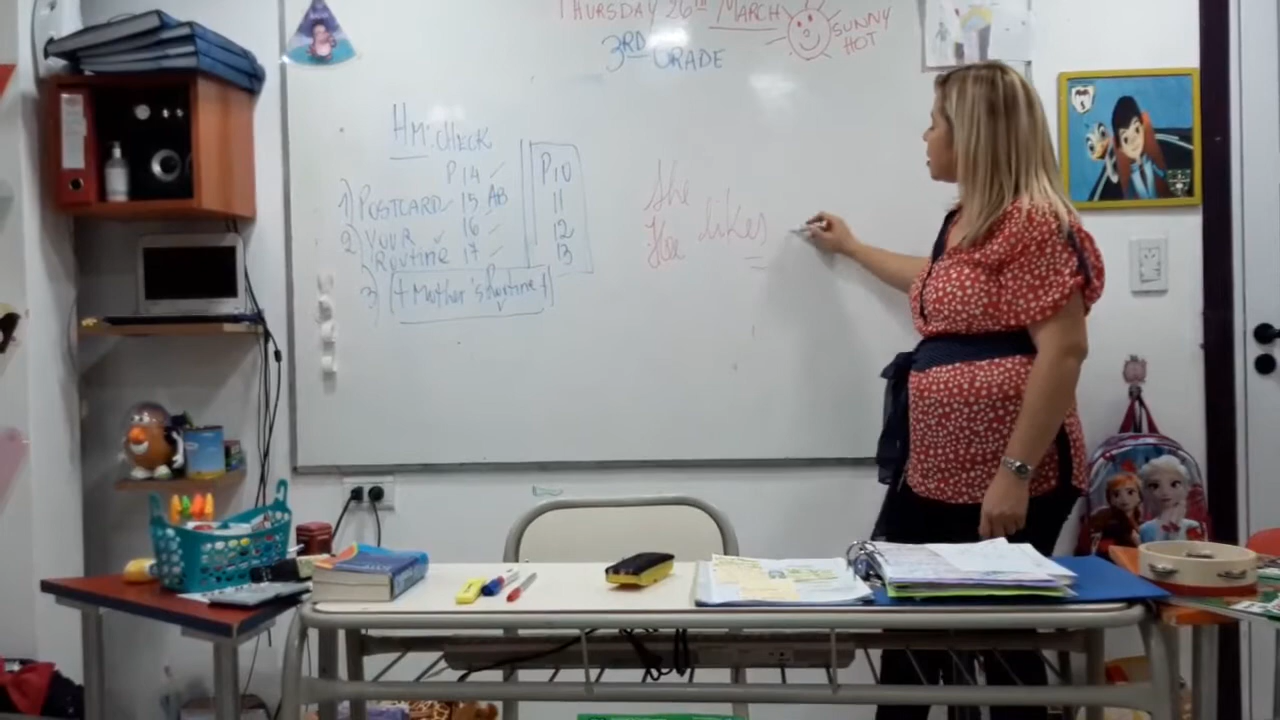 THURSDAY 26TH MARCH
SUNNY
HOT
3RD GRADE
HM: CHECK
P14 ✓
1) POSTCARD ✓ 15 AB
2) YOUR 16 ✓
ROUTINE ✓ 17 ✓
3) Mother's Routine
P10
11
12
13
She
He likes